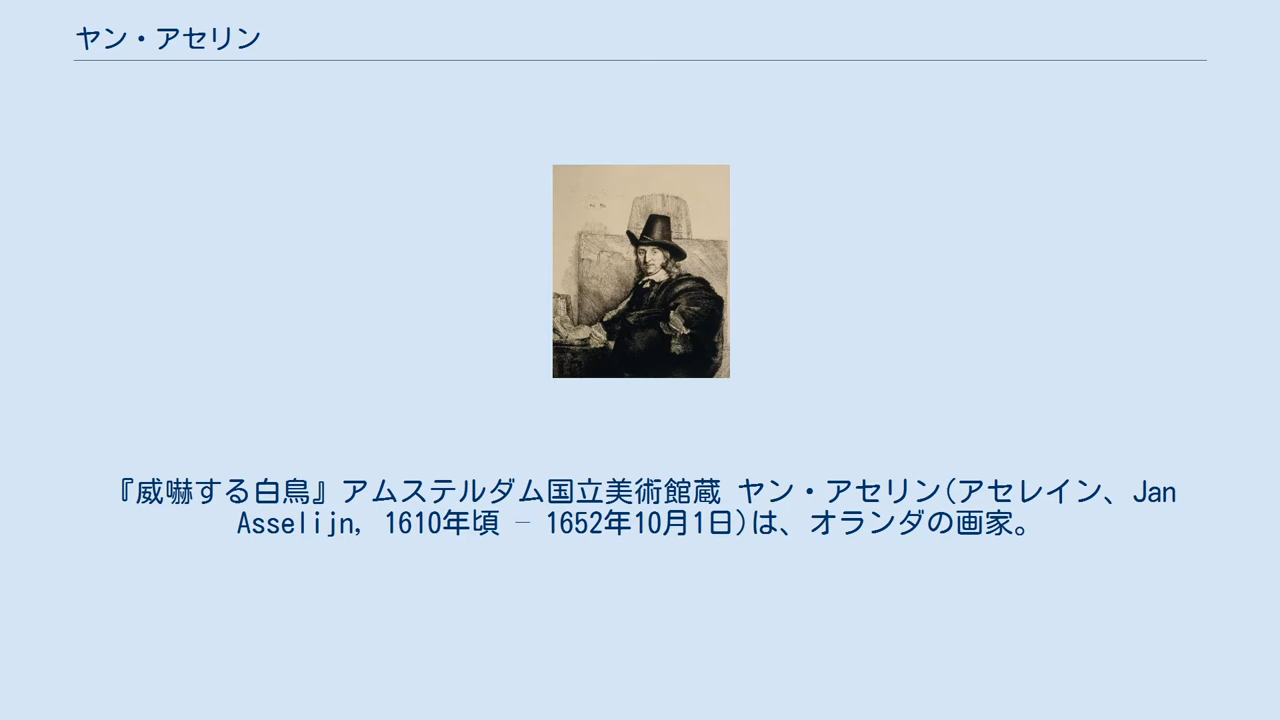 ヤン・アセリン
『威嚇する白鳥』アムステルダム国立美術館蔵 ヤン・アセリン(アセレイン、Jan
Asselijn, 1610年頃 – 1652年10月1日)は、オランダの画家。